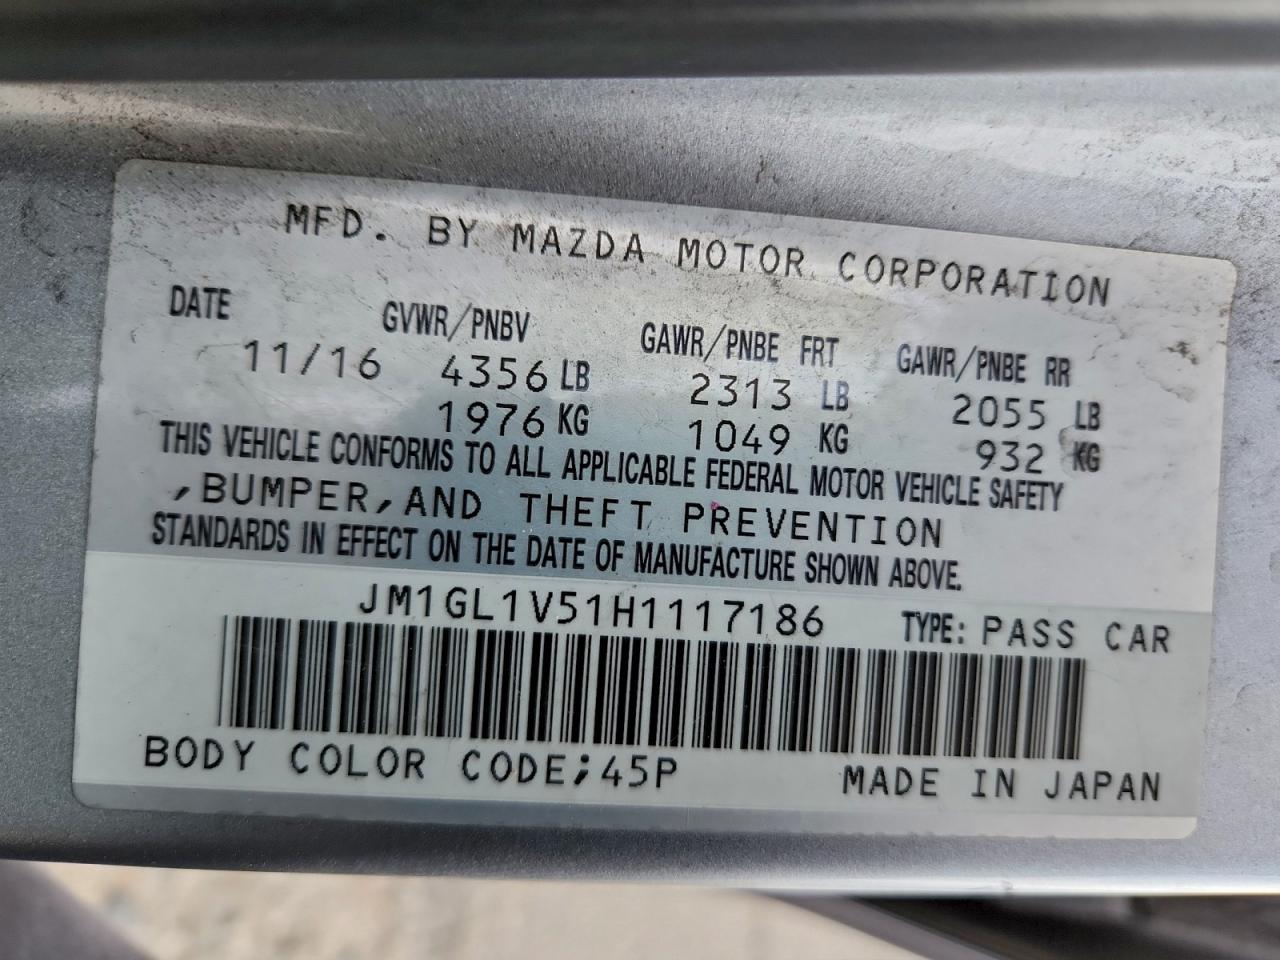 MFD. BY MAZDA MOTOR CORPORATION
DATE GVWR/PNBV GAWR/PNBE FRT GAWR/PNBE RR
11/16 4356 LB 2313 LB 2055 LB
1976 KG 1049 KG 932 KG
THIS VEHICLE CONFORMS TO ALL APPLICABLE FEDERAL MOTOR VEHICLE SAFETY
,BUMPER,AND THEFT PREVENTION
STANDARDS IN EFFECT ON THE DATE OF MANUFACTURE SHOWN ABOVE.
JM1GL1V51H1117186 TYPE: PASS CAR
BODY COLOR CODE;45P MADE IN JAPAN